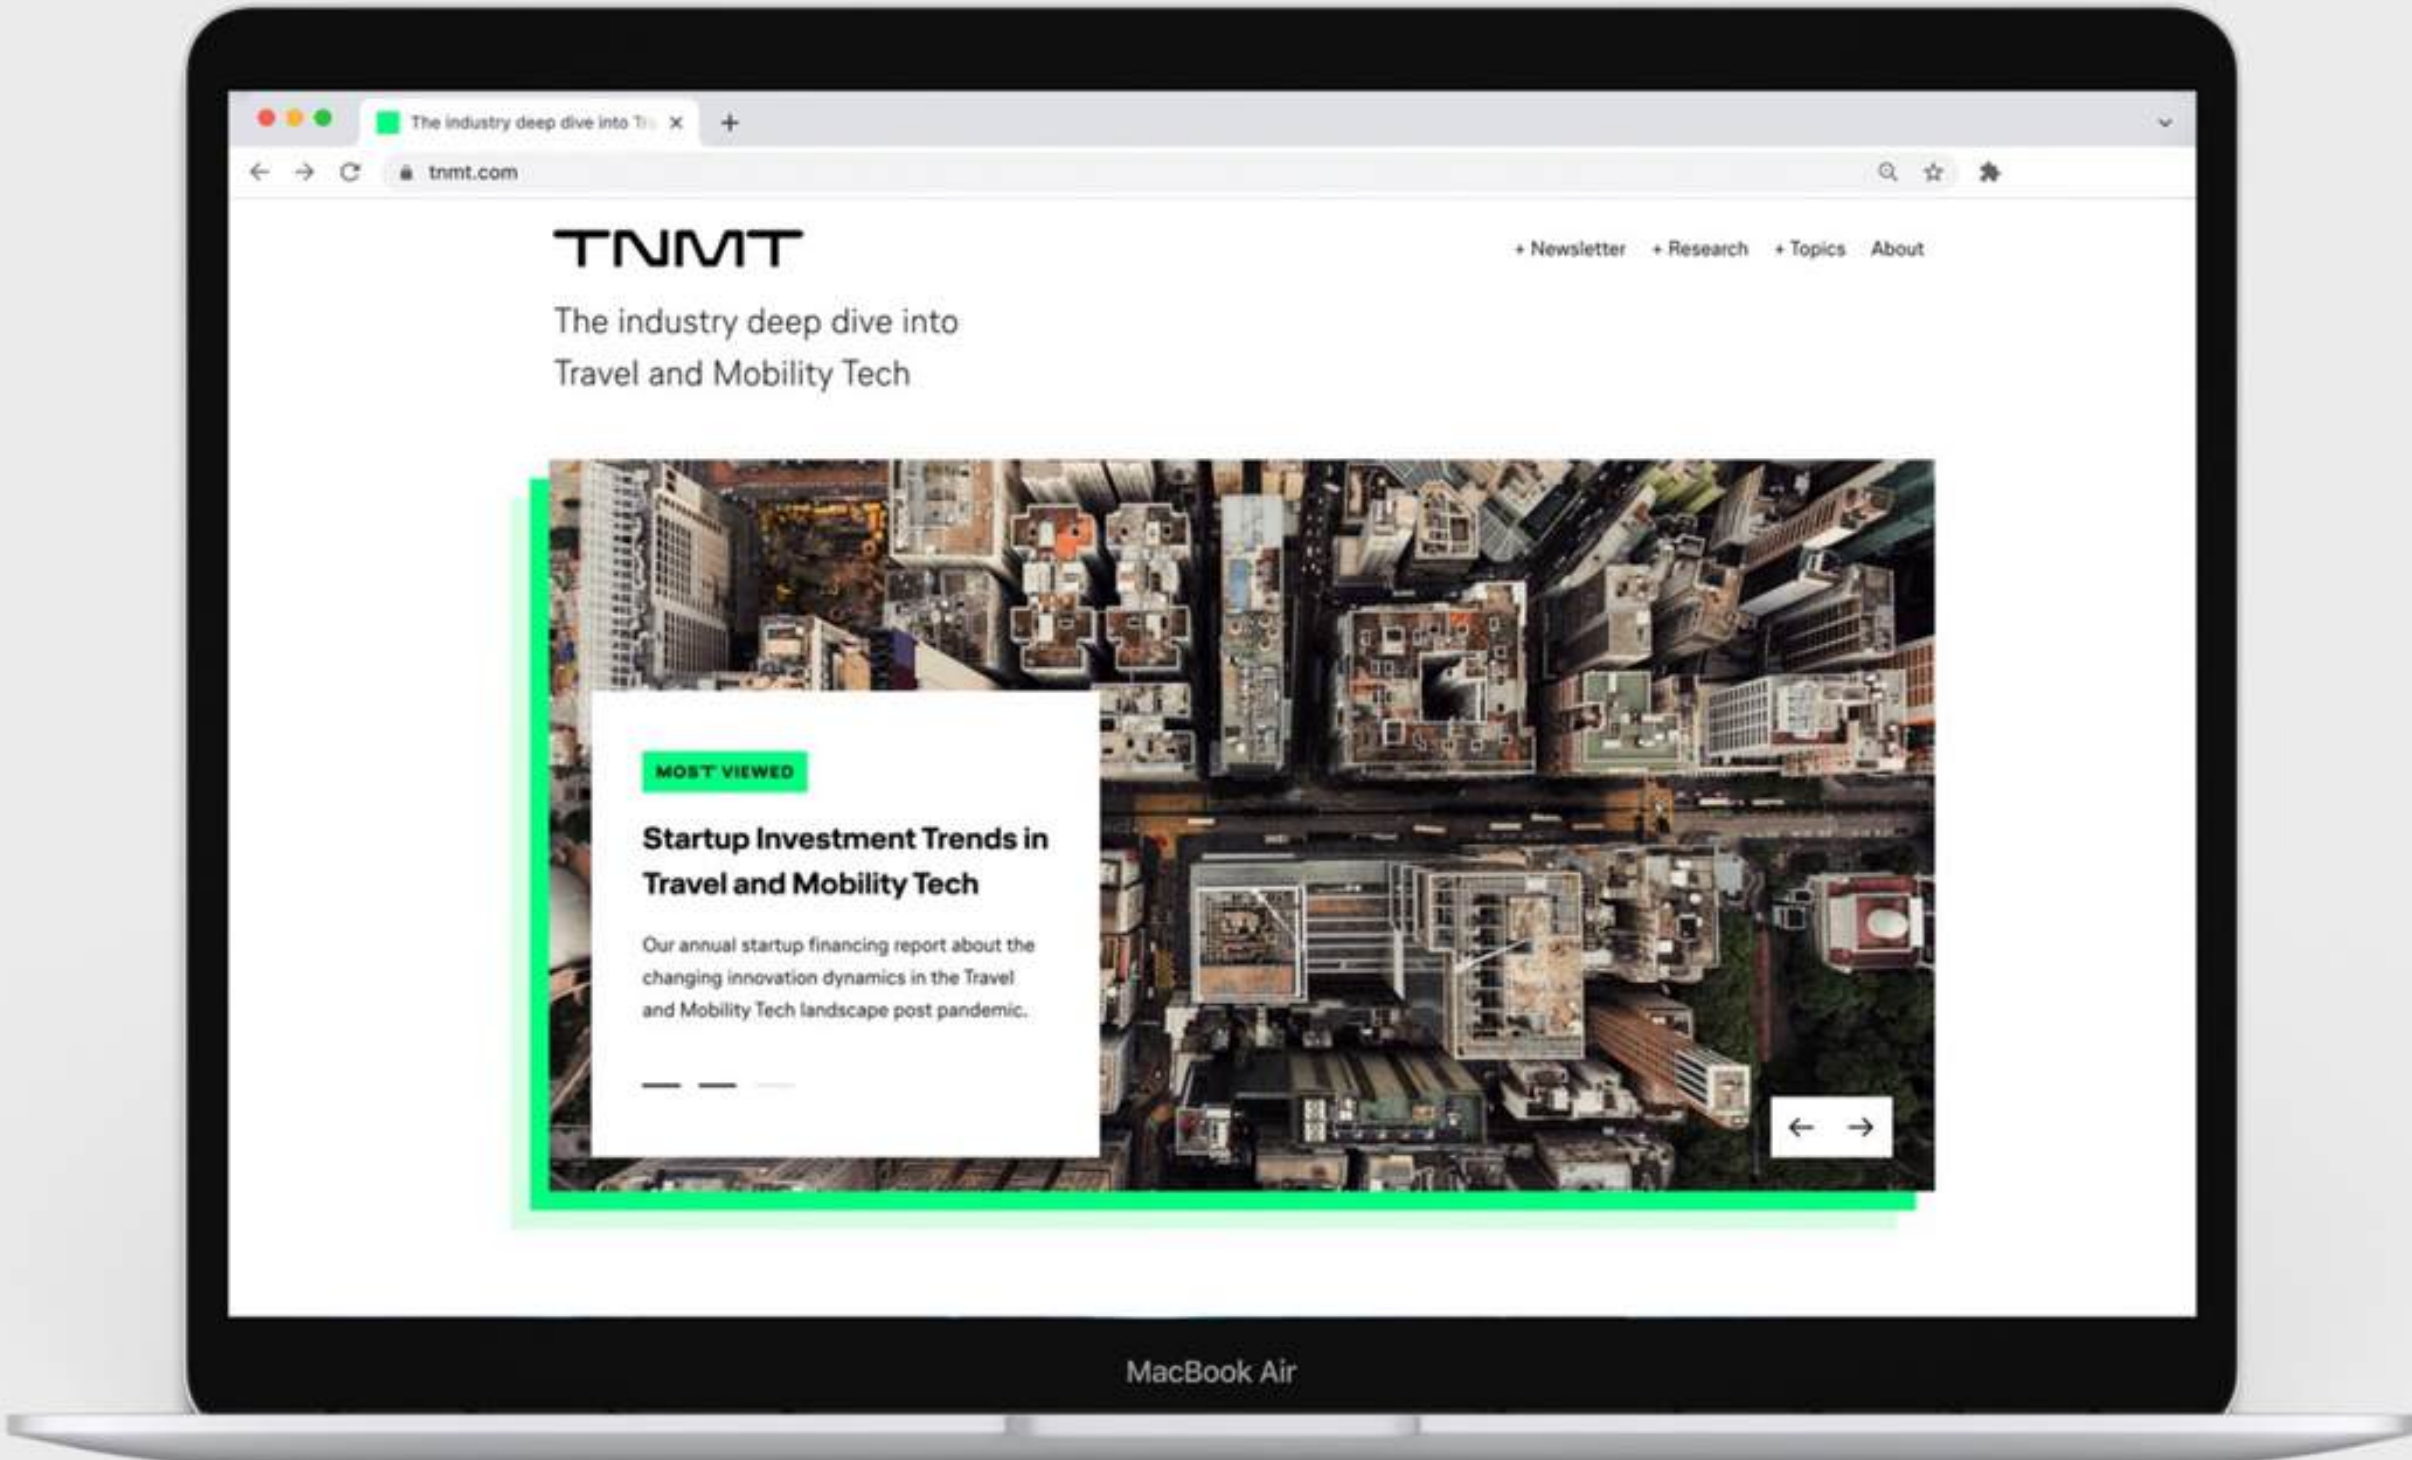 The industry deep dive into
tnmt.com
TNMT
+ Newsletter + Research + Topics About
The industry deep dive into
Travel and Mobility Tech
MOST VIEWED
Startup Investment Trends in
Travel and Mobility Tech
Our annual startup financing report about the
changing innovation dynamics in the Travel
and Mobility Tech landscape post pandemic.
MacBook Air